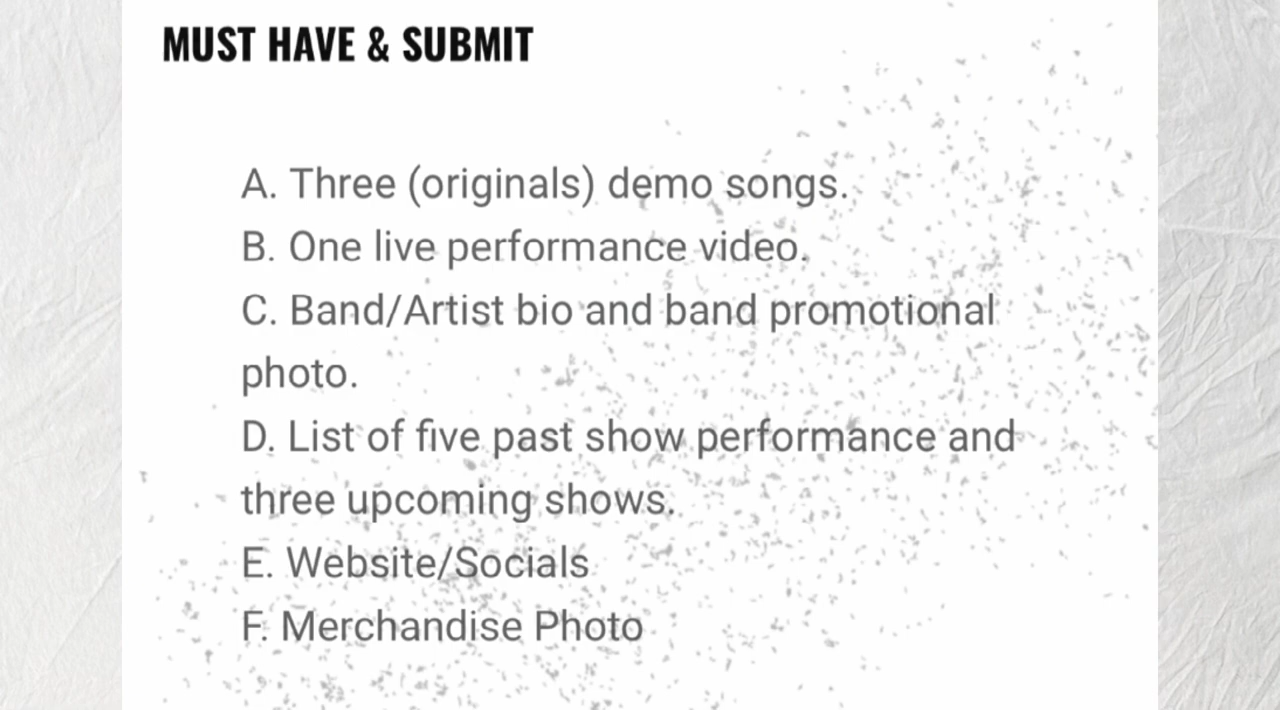 MUST HAVE & SUBMIT
A. Three (originals) demo songs.
B. One live performance video.
C. Band/Artist bio and band promotional
photo.
D. List of five past show performance and
three upcoming shows.
E. Website/Socials
F. Merchandise Photo